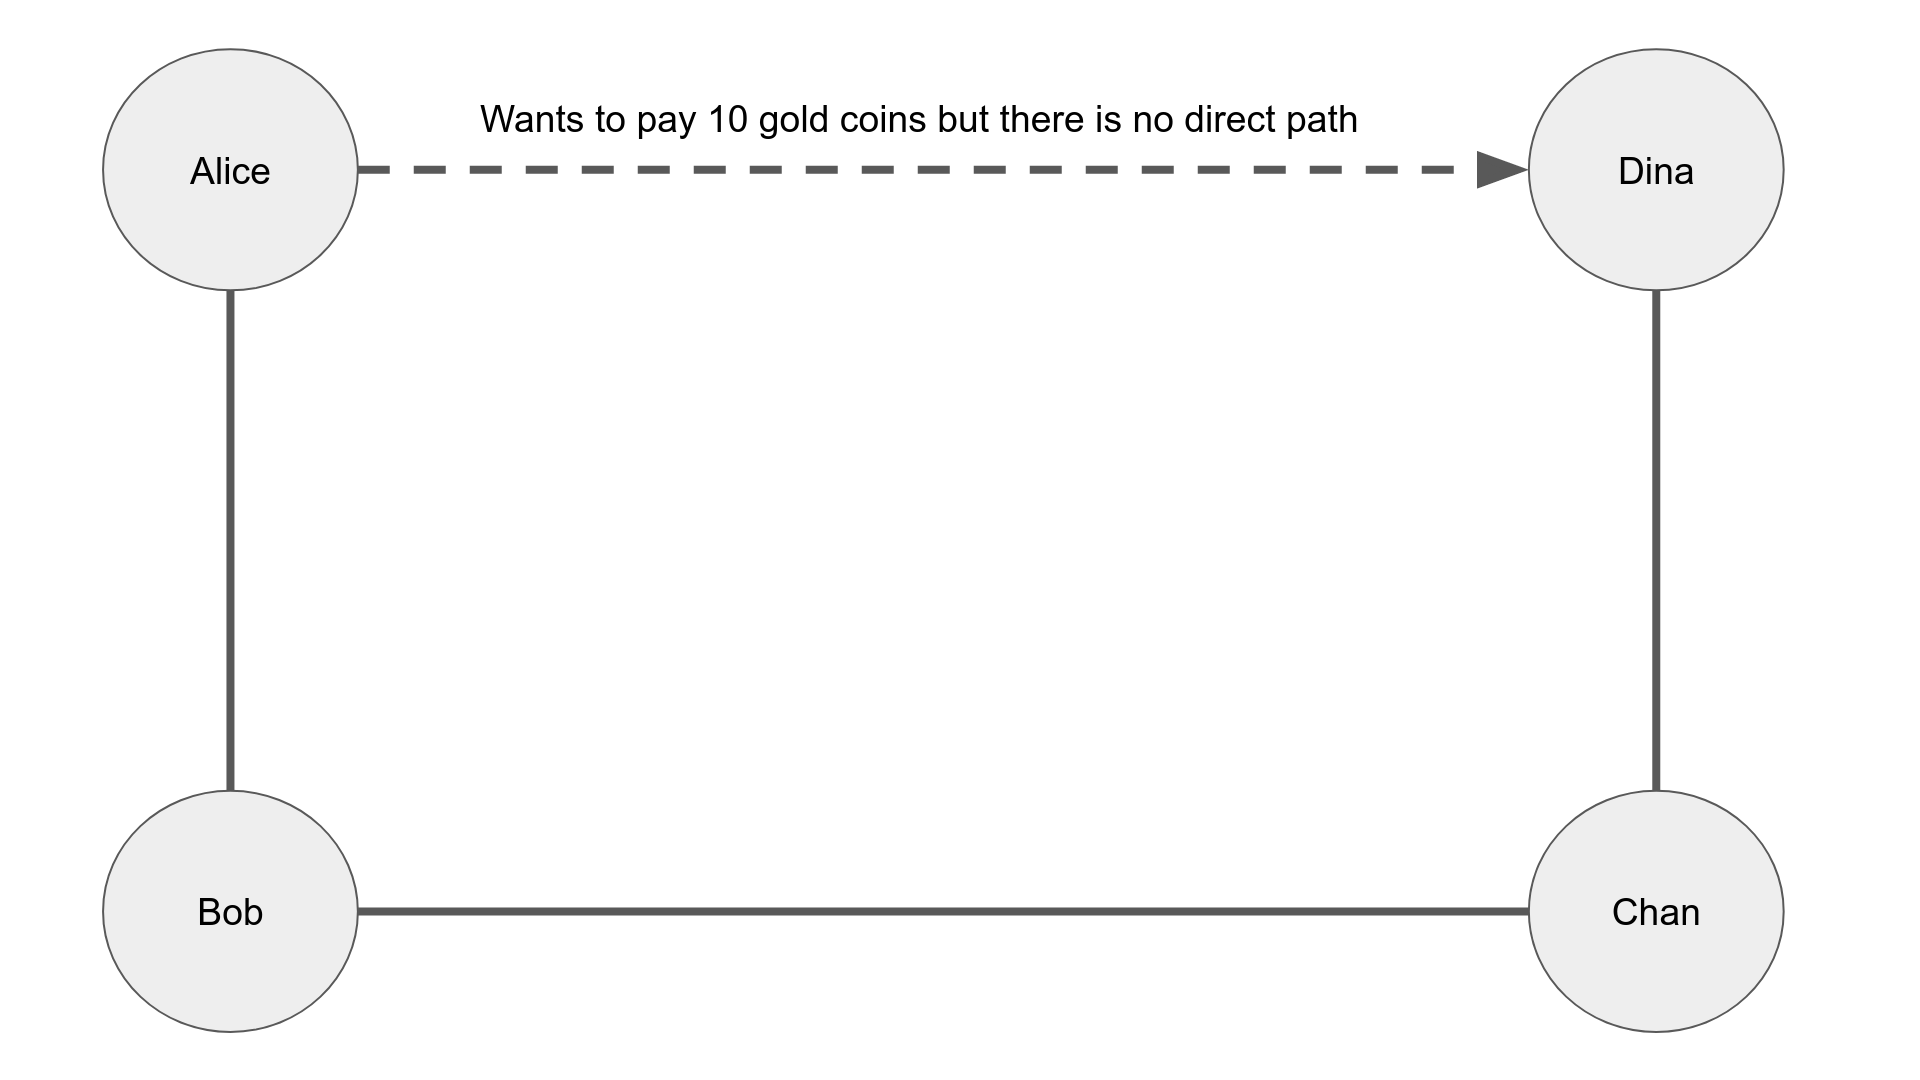 Wants to pay 10 gold coins but there is no direct path
Alice
Dina
Bob
Chan